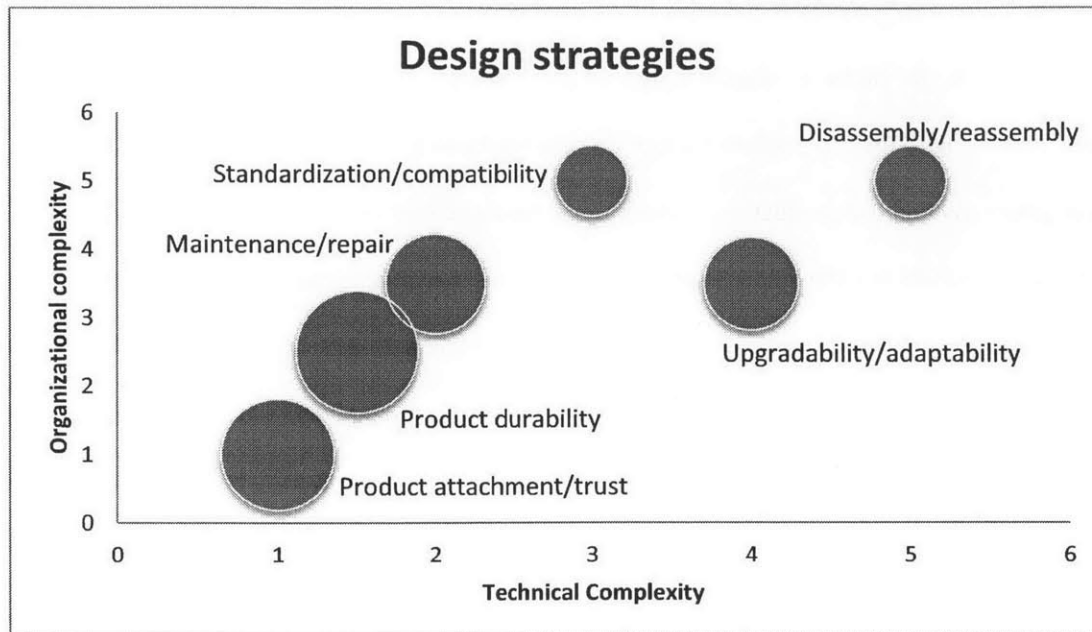 Design strategies
6
5
4
3
2
1
0
Organizational complexity
Disassembly/reassembly
Standardization/compatibility
Maintenance/repair
Upgradability/adaptability
Product durability
Product attachment/trust
0 1 2 3 4 5 6
Technical Complexity